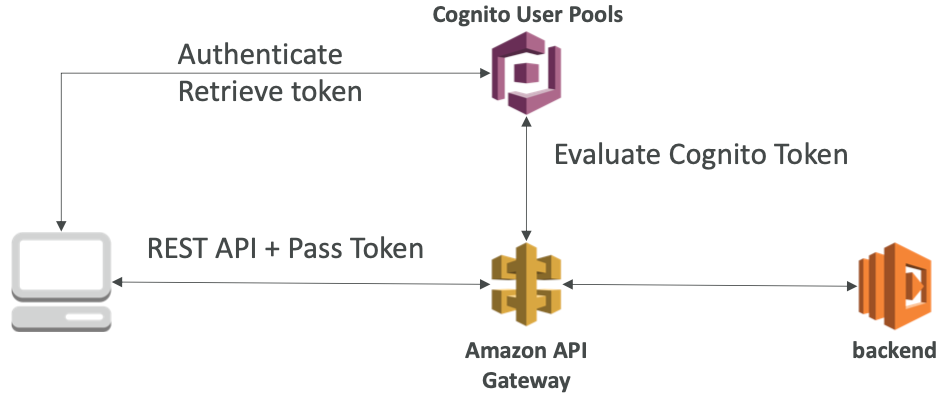 Cognito User Pools
Authenticate
Retrieve token
Evaluate Cognito Token
REST API + Pass Token
Amazon API
Gateway
backend